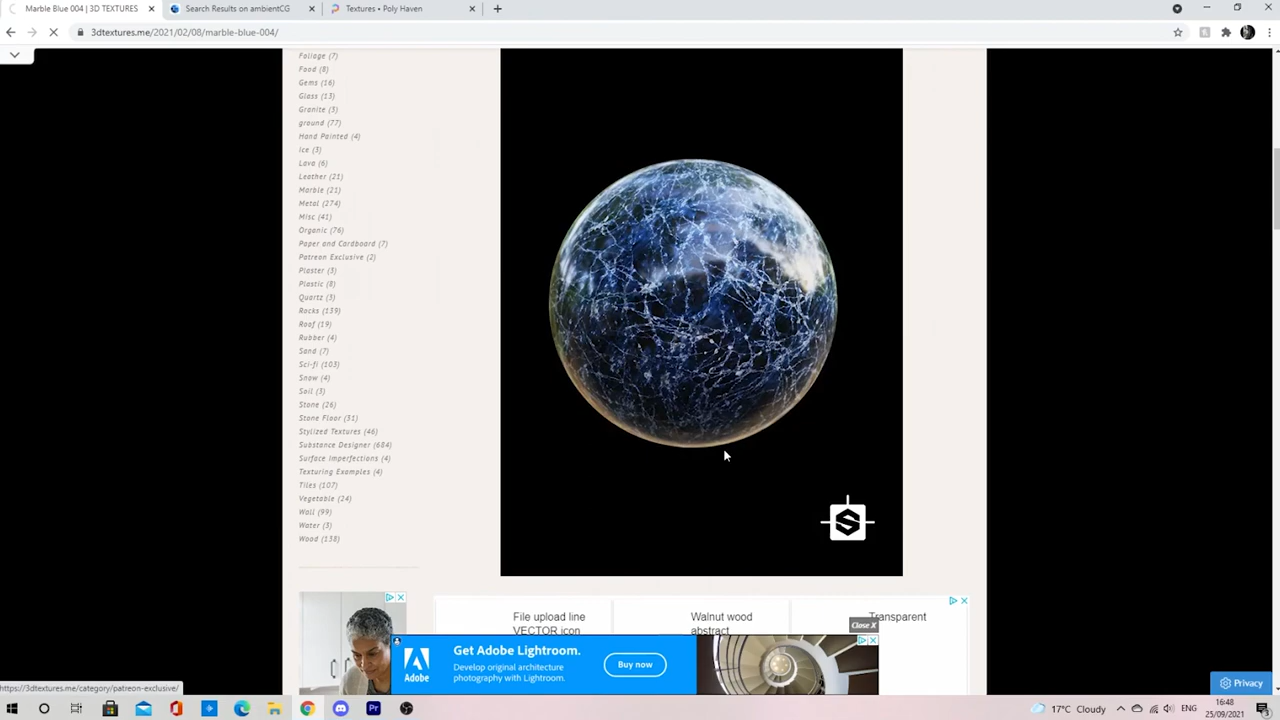 Marble Blue 004 | 3D TEXTURES
Search Results on ambientCG
Textures • Poly Haven
3dtextures.me/2021/02/08/marble-blue-004/
Foliage (7)
Food (8)
Gems (16)
Glass (13)
Granite (3)
ground (77)
Hand Painted (4)
Ice (3)
Lava (6)
Leather (21)
Marble (21)
Metal (274)
Misc (41)
Organic (76)
Paper and Cardboard (7)
Patreon Exclusive (2)
Plaster (3)
Plastic (8)
Quartz (3)
Rocks (139)
Roof (19)
Rubber (4)
Sand (7)
Sci-fi (103)
Snow (4)
Soil (3)
Stone (26)
Stone Floor (31)
Stylized Textures (46)
Substance Designer (684)
Surface Imperfections (4)
Texturing Examples (4)
Tiles (107)
Vegetable (24)
Wall (99)
Water (3)
Wood (138)
File upload line
VECTOR icon
Walnut wood
abstract
Transparent
Close X
Adobe
Get Adobe Lightroom.
Develop original architecture
photography with Lightroom.
Buy now
Privacy
https://3dtextures.me/category/patreon-exclusive/
17°C Cloudy
ENG
16:48
25/09/2021